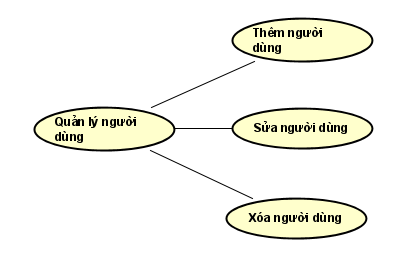 Thêm người
dùng
Quản lý người
dùng
Sửa người dùng
Xóa người dùng